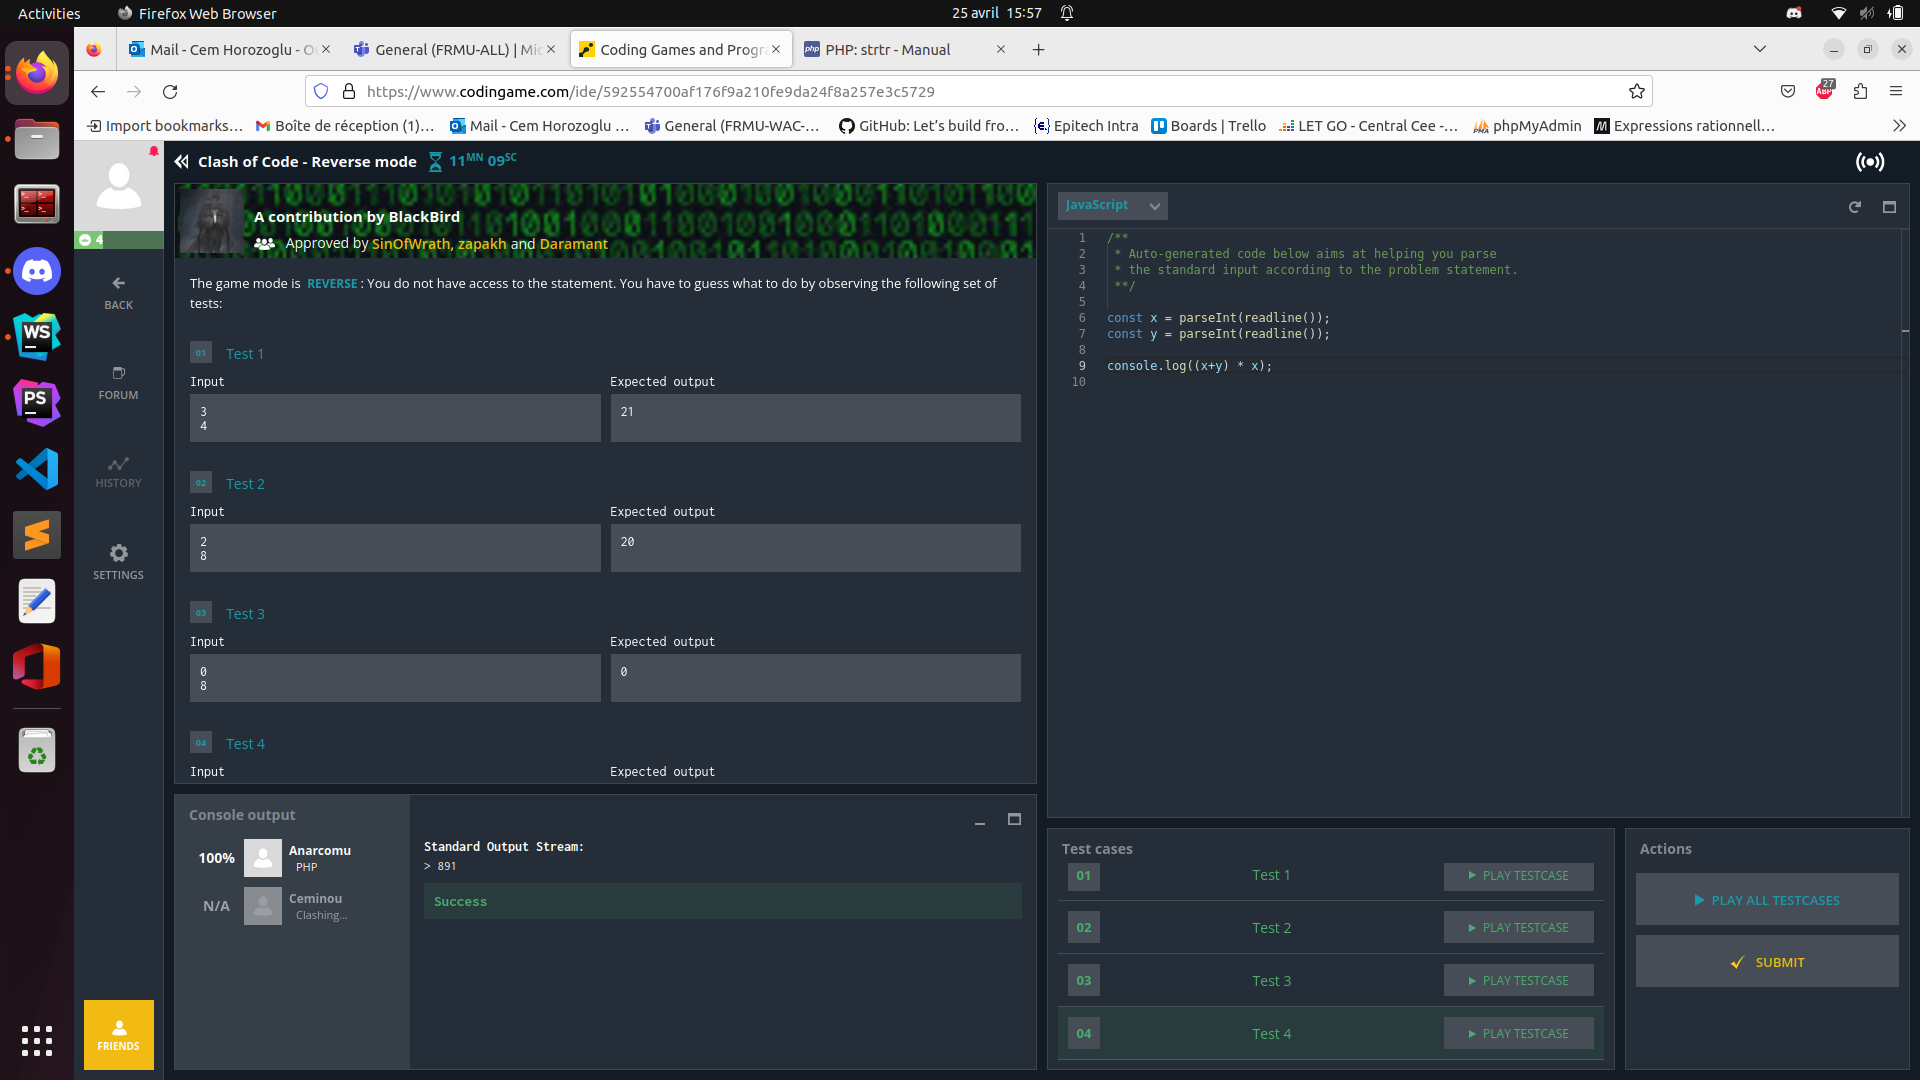 Activities
Firefox Web Browser
25 avril 15:57
Mail - Cem Horozoglu - O
General (FRMU-ALL) | Mic
Coding Games and Progra
PHP: strtr - Manual
https://www.codingame.com/ide/592554700af176f9a210fe9da24f8a257e3c5729
27
ABP
Import bookmarks…
Boîte de réception (1)…
Mail - Cem Horozoglu …
General (FRMU-WAC-…
GitHub: Let's build fro…
Epitech Intra
Boards | Trello
LET GO - Central Cee -…
phpMyAdmin
Expressions rationnell…
4
BACK
FORUM
HISTORY
SETTINGS
FRIENDS
Clash of Code - Reverse mode
11MN 09SC
A contribution by BlackBird
Approved by SinOfWrath, zapakh and Daramant
The game mode is REVERSE : You do not have access to the statement. You have to guess what to do by observing the following set of
tests:
01 Test 1
Input
Expected output
3
4
21
02 Test 2
Input
Expected output
2
8
20
03 Test 3
Input
Expected output
0
8
0
04 Test 4
Input
Expected output
Console output
100%
Anarcomu
PHP
N/A
Ceminou
Clashing...
Standard Output Stream:
> 891
Success
JavaScript
1 /**
2 * Auto-generated code below aims at helping you parse
3 * the standard input according to the problem statement.
4 **/
5
6 const x = parseInt(readline());
7 const y = parseInt(readline());
8
9 console.log((x+y) * x);
10
Test cases
01 Test 1 PLAY TESTCASE
02 Test 2 PLAY TESTCASE
03 Test 3 PLAY TESTCASE
04 Test 4 PLAY TESTCASE
Actions
PLAY ALL TESTCASES
SUBMIT
WS
PS